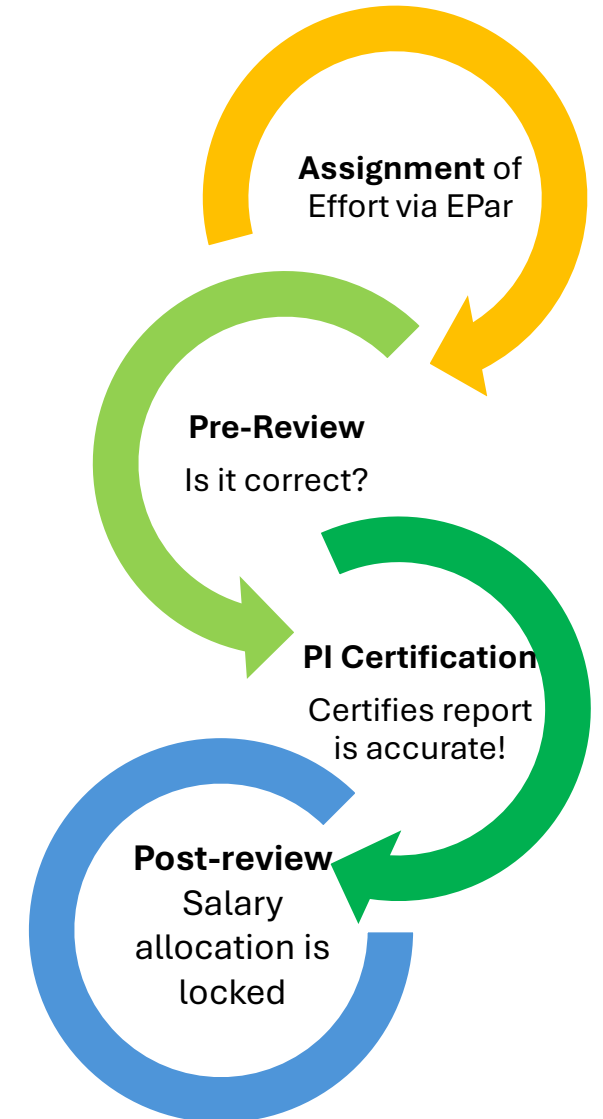 Assignment of
Effort via EPar
Pre-Review
Is it correct?
PI Certification
Certifies report
is accurate!
Post-review
Salary
allocation is
locked